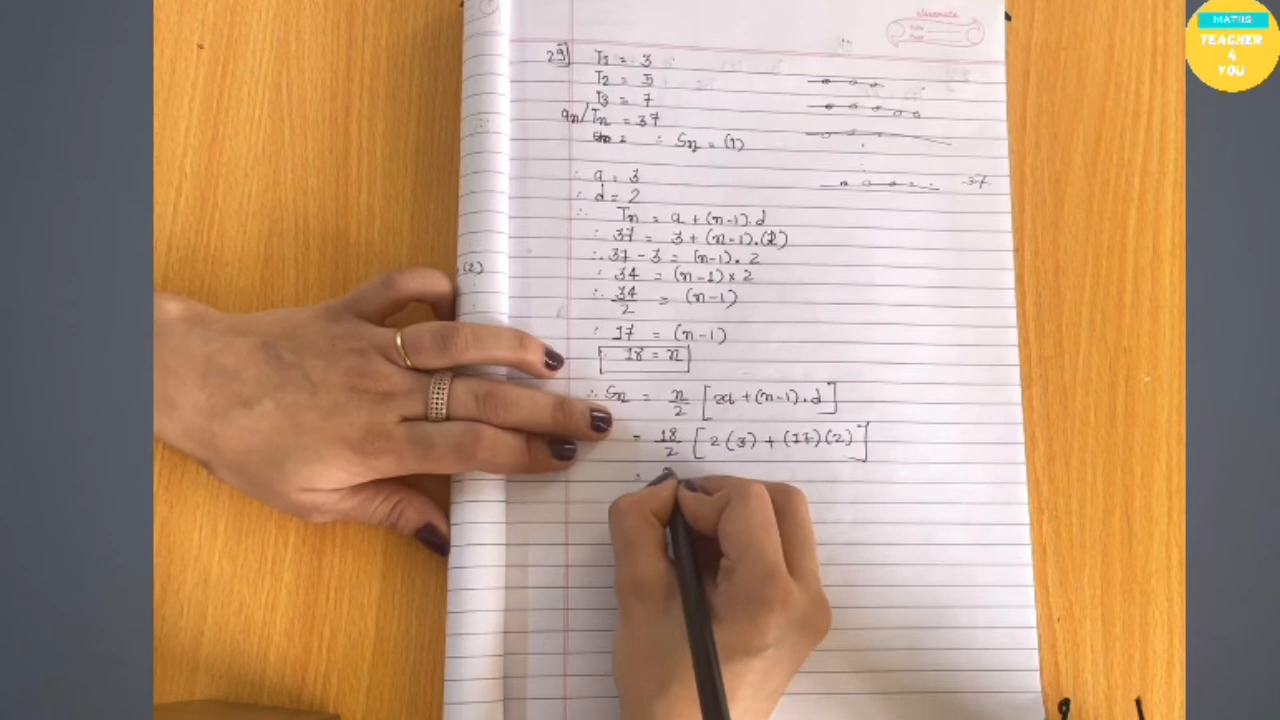 MATHS
TEACHER
4
YOU
classmate
29] T1 = 3
T2 = 5
T3 = 7
an/Tn = 37
∴ Sn = (?)
∴ a = 3
∴ d = 2
∴ Tn = a + (n-1).d
∴ 37 = 3 + (n-1).(2)
∴ 37 - 3 = (n-1). 2
∴ 34 = (n-1) x 2
∴ 34/2 = (n-1)
∴ 17 = (n-1)
∴ 18 = n
∴ Sn = n/2 [2a + (n-1).d]
= 18/2 [2(3) + (17)(2)]
=
37
(2)